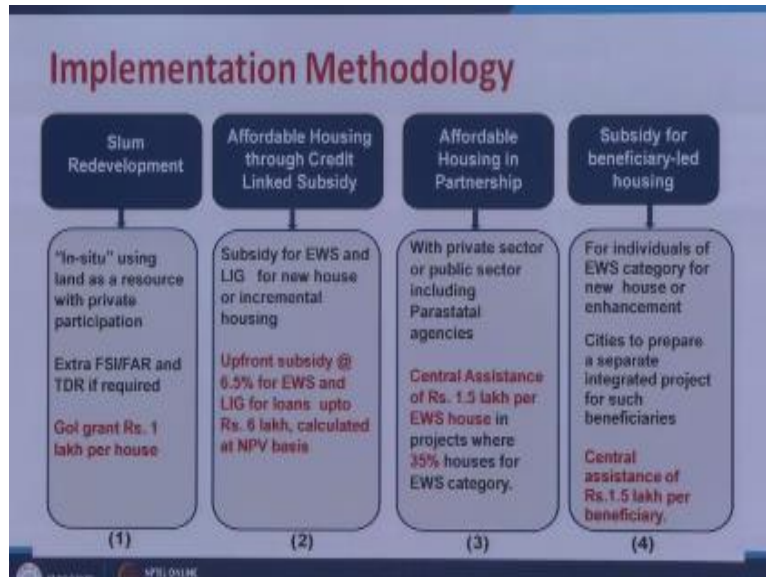 Implementation Methodology
Slum
Redevelopment
Affordable Housing
through Credit
Linked Subsidy
Affordable
Housing in
Partnership
Subsidy for
beneficiary-led
housing
"In-situ" using
land as a resource
with private
participation
Extra FSI/FAR and
TDR if required
GoI grant Rs. 1
lakh per house
Subsidy for EWS and
LIG for new house
or incremental
housing
Upfront subsidy @
6.5% for EWS and
LIG for loans upto
Rs. 6 lakh, calculated
at NPV basis
With private sector
or public sector
including
Parastatal
agencies
Central Assistance
of Rs. 1.5 lakh per
EWS house in
projects where
35% houses for
EWS category.
For individuals of
EWS category for
new house or
enhancement
Cities to prepare
a separate
integrated project
for such
beneficiaries
Central
assistance of
Rs.1.5 lakh per
beneficiary.
(1)
(2)
(3)
(4)
NPTEL ONLINE